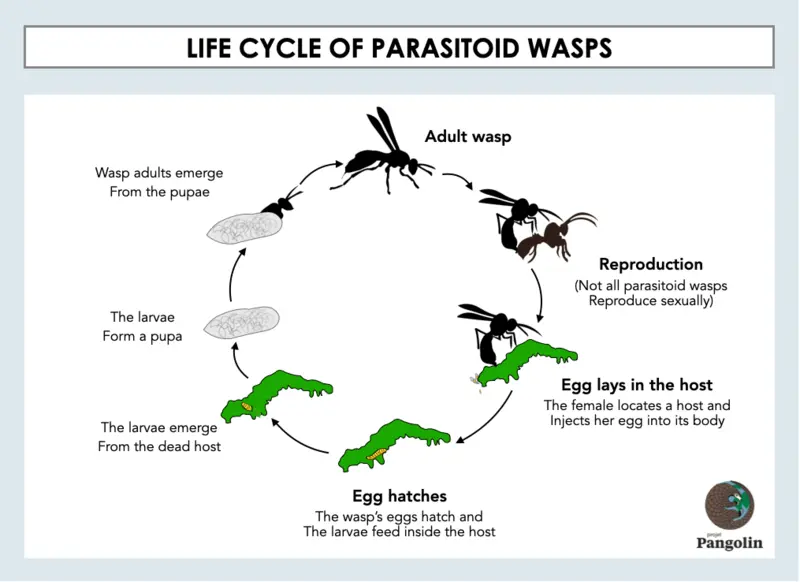 LIFE CYCLE OF PARASITOID WASPS
Adult wasp
Reproduction
(Not all parasitoid wasps
Reproduce sexually)
Egg lays in the host
The female locates a host and
Injects her egg into its body
Egg hatches
The wasp's eggs hatch and
The larvae feed inside the host
The larvae emerge
From the dead host
The larvae
Form a pupa
Wasp adults emerge
From the pupae
projet
Pangolin